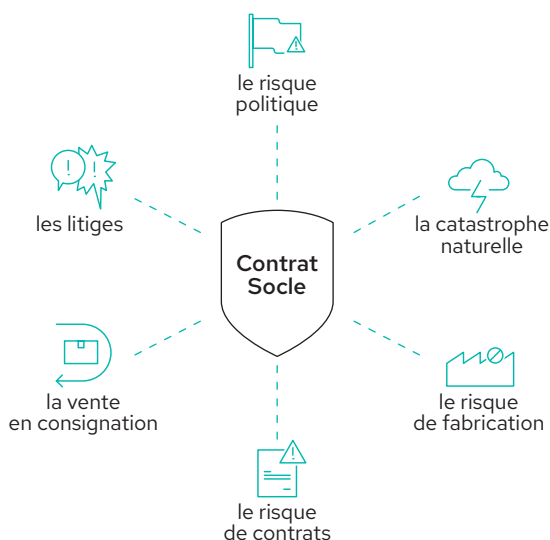 le risque
politique
les litiges
la catastrophe
naturelle
Contrat
Socle
la vente
en consignation
le risque
de fabrication
le risque
de contrats